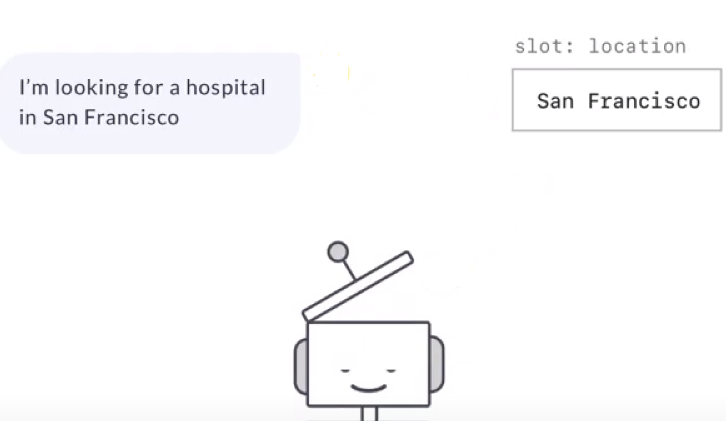 slot: location
I’m looking for a hospital
in San Francisco
San Francisco